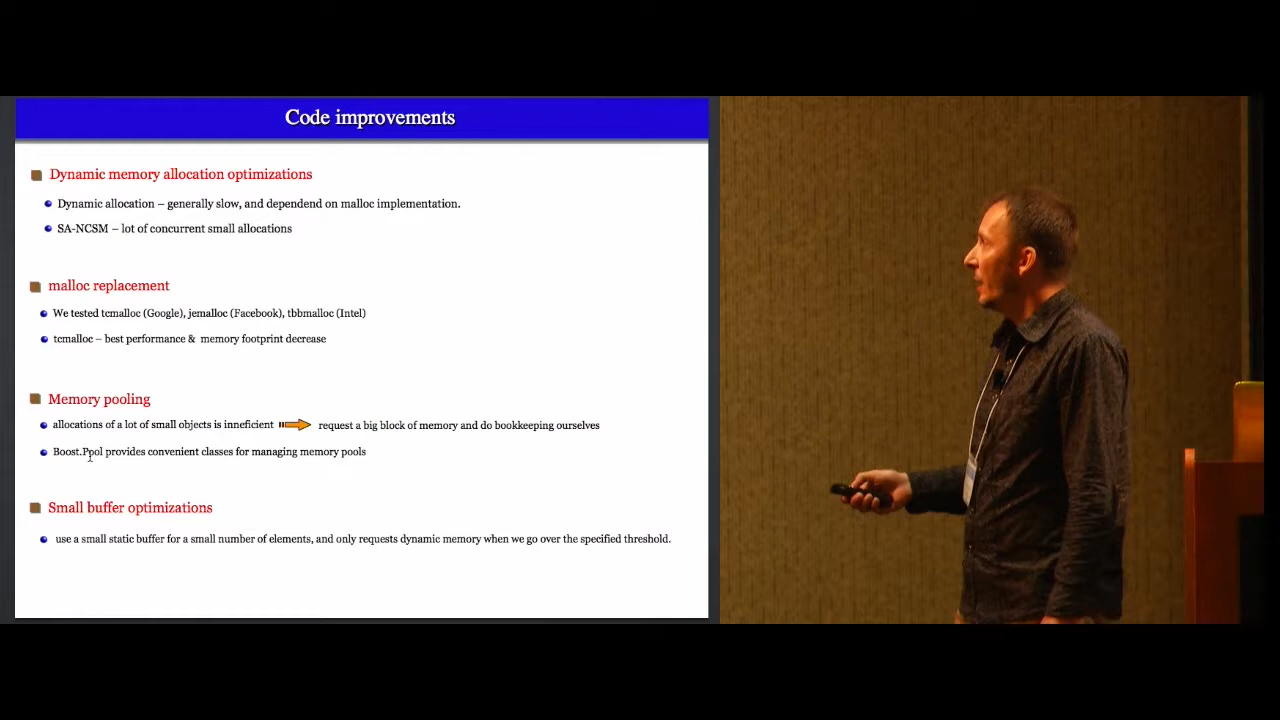 Code improvements
Dynamic memory allocation optimizations
Dynamic allocation – generally slow, and dependend on malloc implementation.
SA-NCSM – lot of concurrent small allocations
malloc replacement
We tested tcmalloc (Google), jemalloc (Facebook), tbbmalloc (Intel)
tcmalloc – best performance & memory footprint decrease
Memory pooling
allocations of a lot of small objects is inneficient request a big block of memory and do bookkeeping ourselves
Boost.Pool provides convenient classes for managing memory pools
Small buffer optimizations
use a small static buffer for a small number of elements, and only requests dynamic memory when we go over the specified threshold.